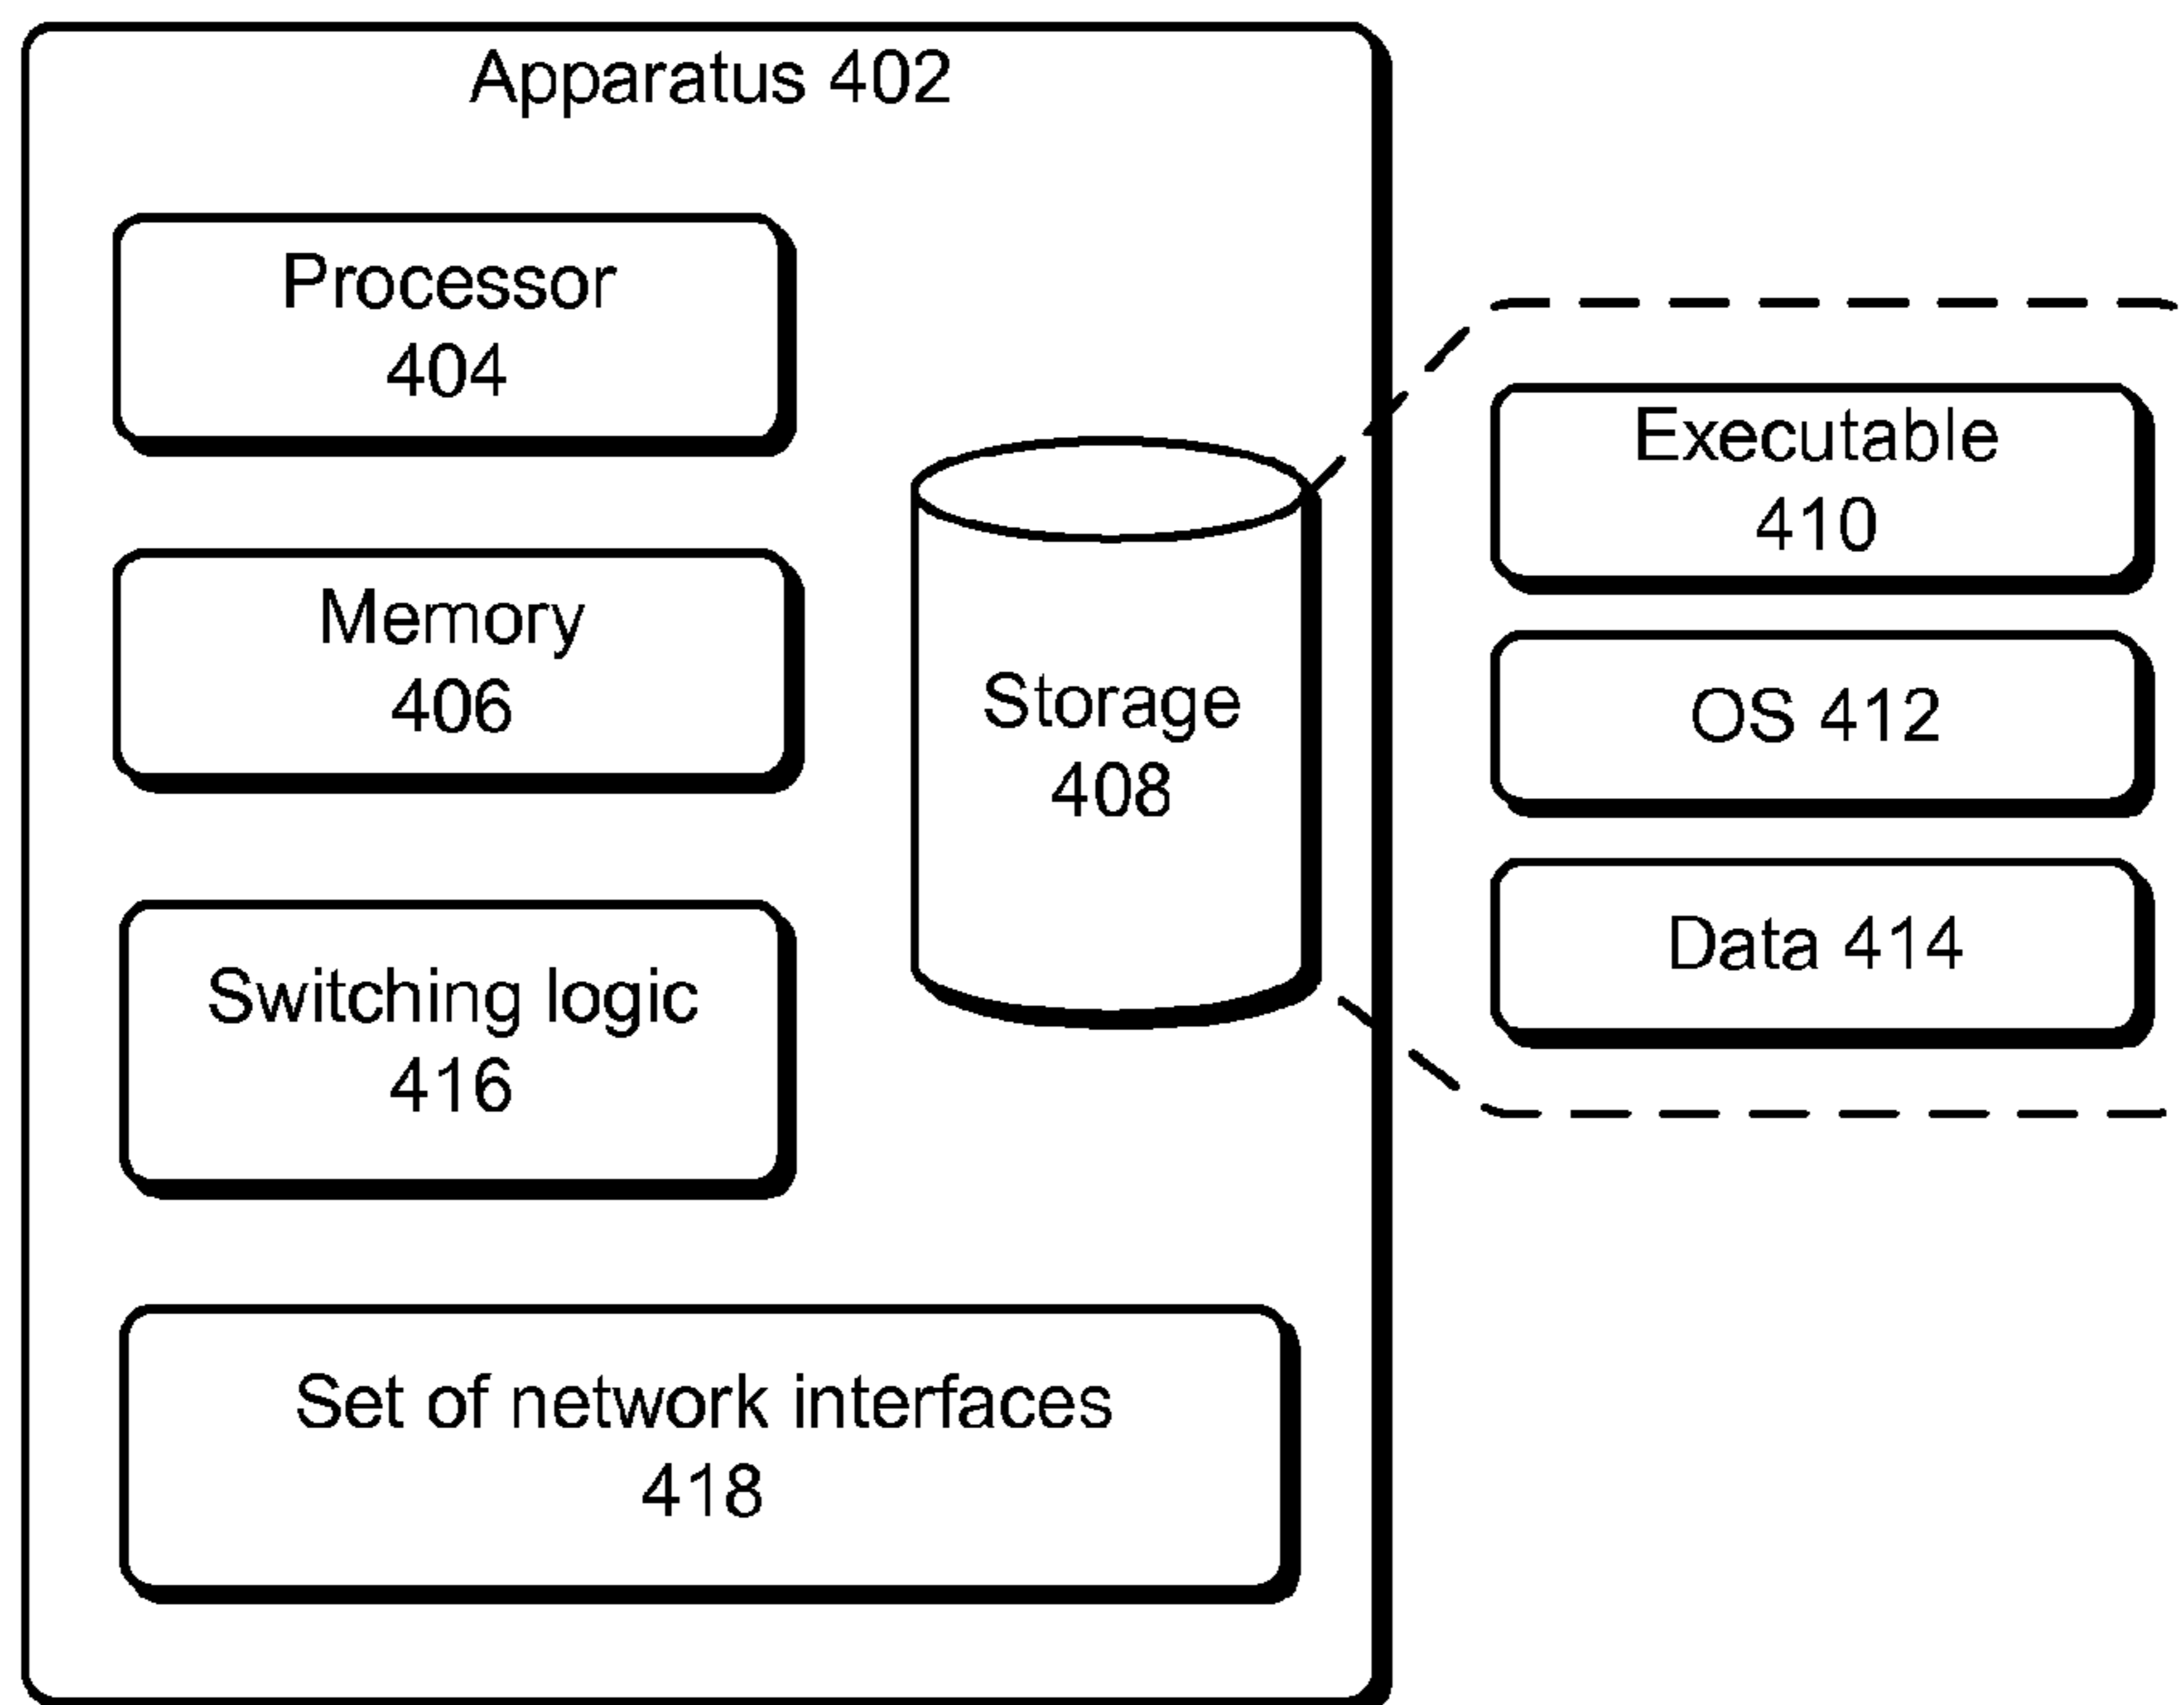 Apparatus 402
Processor
404
Memory
406
Switching logic
416
Set of network interfaces
418
Storage
408
Executable
410
OS 412
Data 414